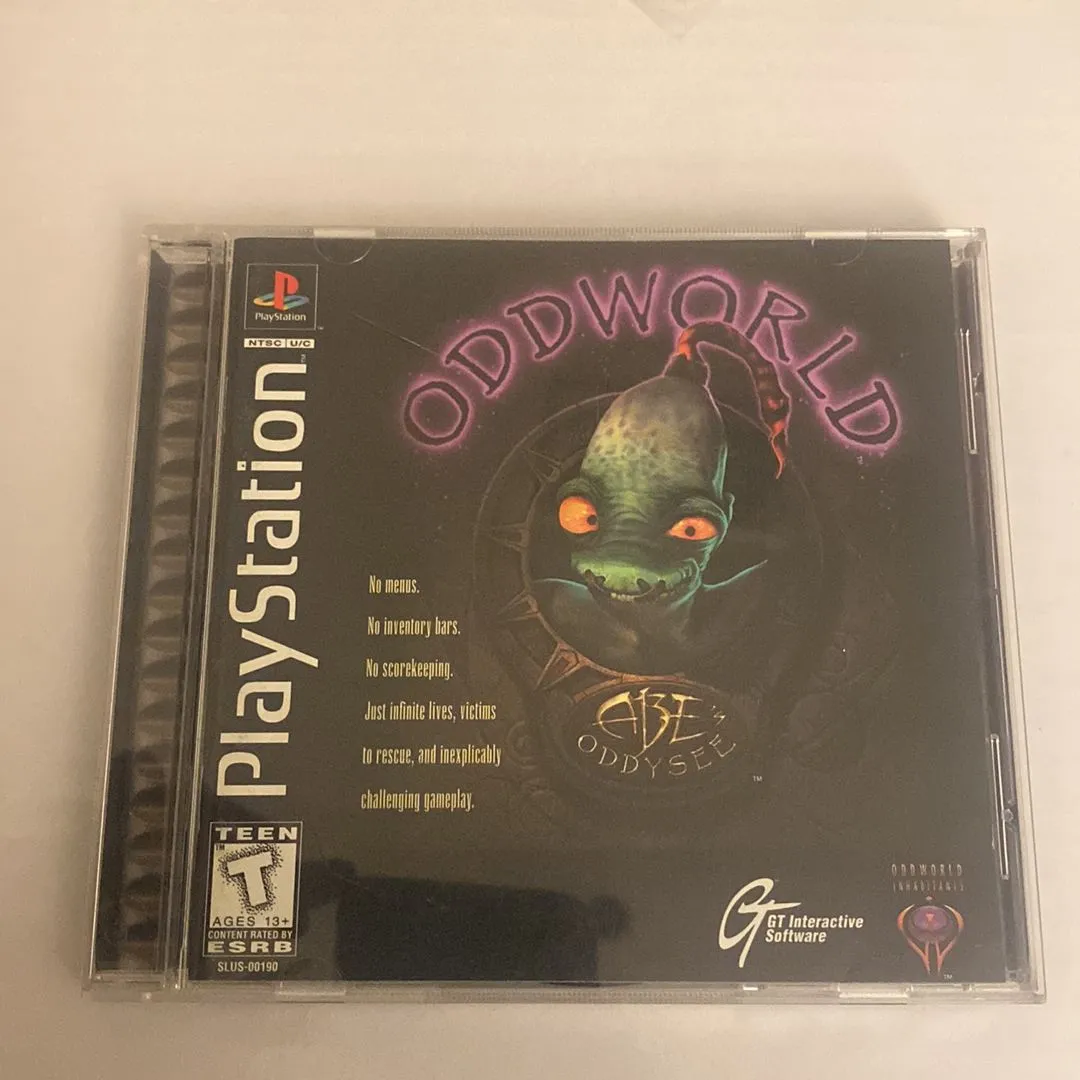 PlayStation
NTSC U/C
PlayStation
ODDWORLD
No menus.
No inventory bars.
No scorekeeping.
Just infinite lives, victims
to rescue, and inexplicably
challenging gameplay.
ABE's
ODDYSEE™
TEEN
T
AGES 13+
CONTENT RATED BY
ESRB
SLUS-00190
GT Interactive
Software
ODDWORLD
INHABITANTS